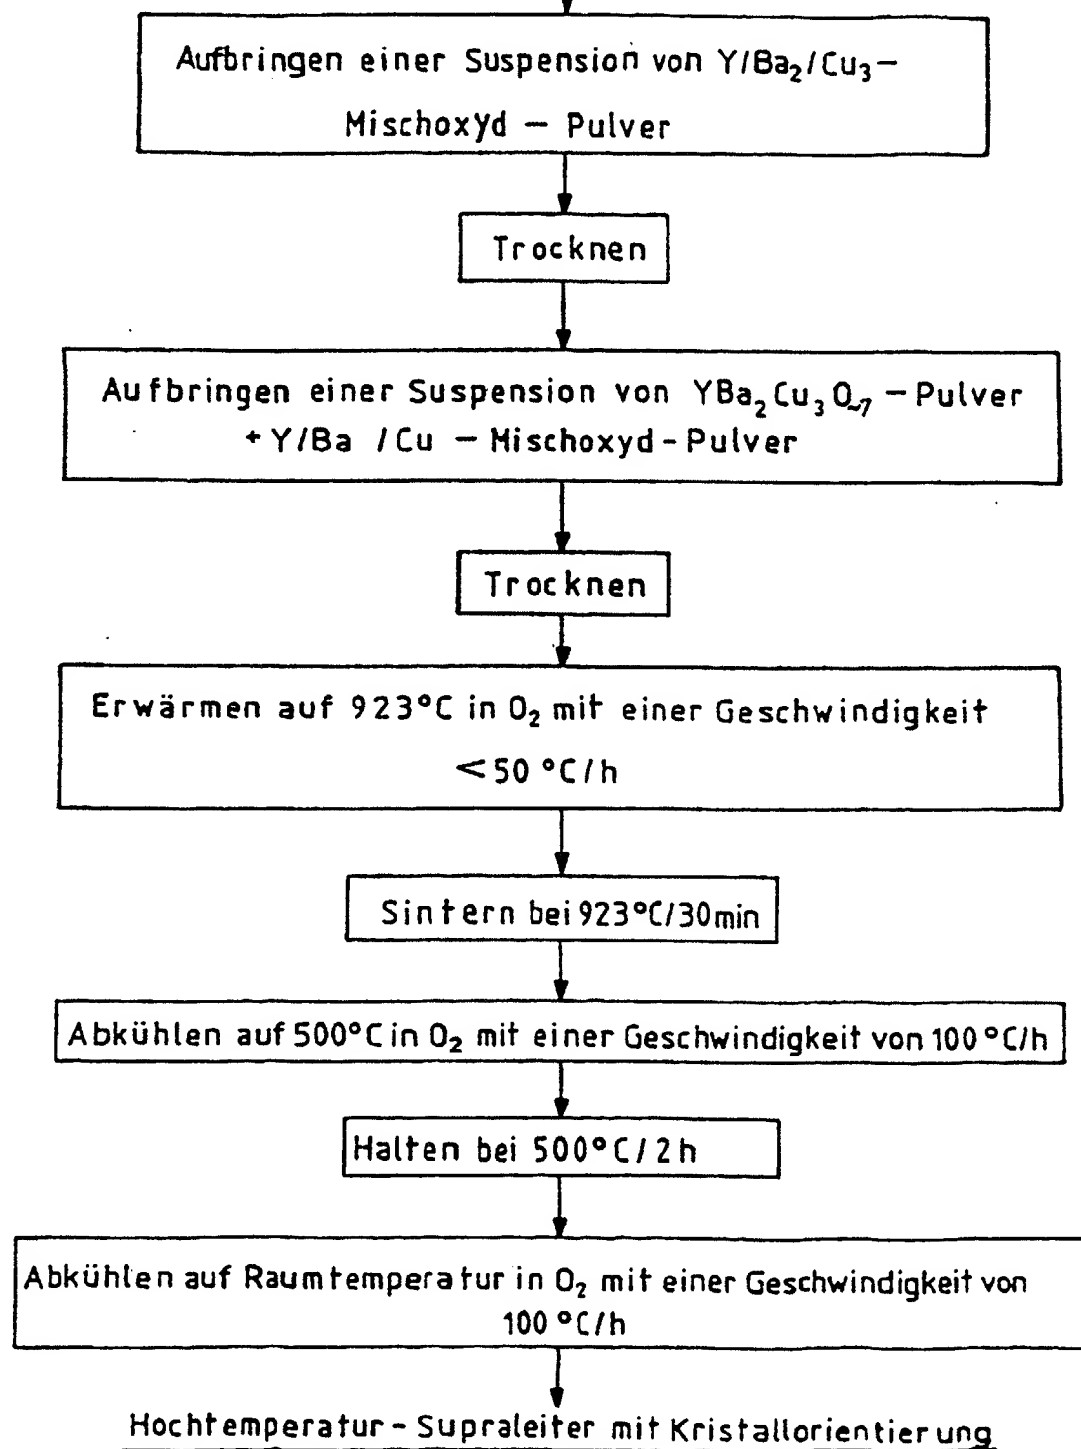 Aufbringen einer Suspension von Y/Ba₂/Cu₃–
Mischoxyd – Pulver
Trocknen
Aufbringen einer Suspension von YBa₂Cu₃O~₇ – Pulver
+ Y/Ba /Cu – Mischoxyd-Pulver
Trocknen
Erwärmen auf 923°C in O₂ mit einer Geschwindigkeit
<50 °C/h
Sintern bei 923°C/30min
Abkühlen auf 500°C in O₂ mit einer Geschwindigkeit von 100°C/h
Halten bei 500°C/2h
Abkühlen auf Raumtemperatur in O₂ mit einer Geschwindigkeit von
100 °C/h
Hochtemperatur-Supraleiter mit Kristallorientierung